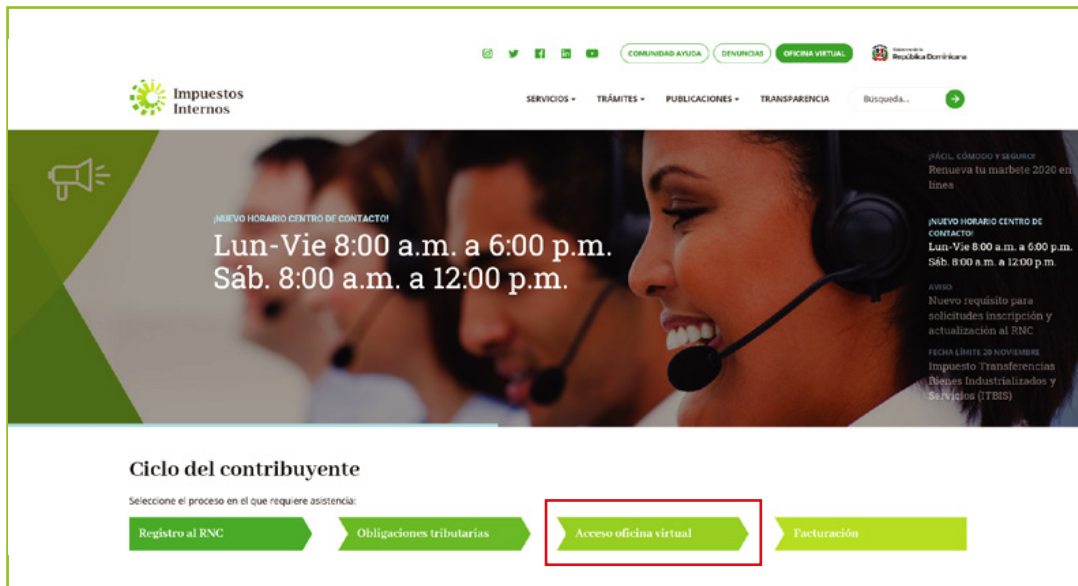 COMUNIDAD AYUDA
DENUNCIAS
OFICINA VIRTUAL
República Dominicana
Impuestos
Internos
SERVICIOS
TRÁMITES
PUBLICACIONES
TRANSPARENCIA
Búsqueda...
¡NUEVO HORARIO CENTRO DE CONTACTO!
Lun-Vie 8:00 a.m. a 6:00 p.m.
Sáb. 8:00 a.m. a 12:00 p.m.
¡FÁCIL, CÓMODO Y SEGURO!
Renueva tu marbete 2020 en
línea
¡NUEVO HORARIO CENTRO DE
CONTACTO!
Lun-Vie 8:00 a.m. a 6:00 p.m.
Sáb. 8:00 a.m. a 12:00 p.m.
AVISO
Nuevo requisito para
solicitudes inscripción y
actualización al RNC
FECHA LÍMITE 20 NOVIEMBRE
Impuesto Transferencias
Bienes Industrializados y
Servicios (ITBIS)
Ciclo del contribuyente
Seleccione el proceso en el que requiere asistencia:
Registro al RNC
Obligaciones tributarias
Acceso oficina virtual
Facturación